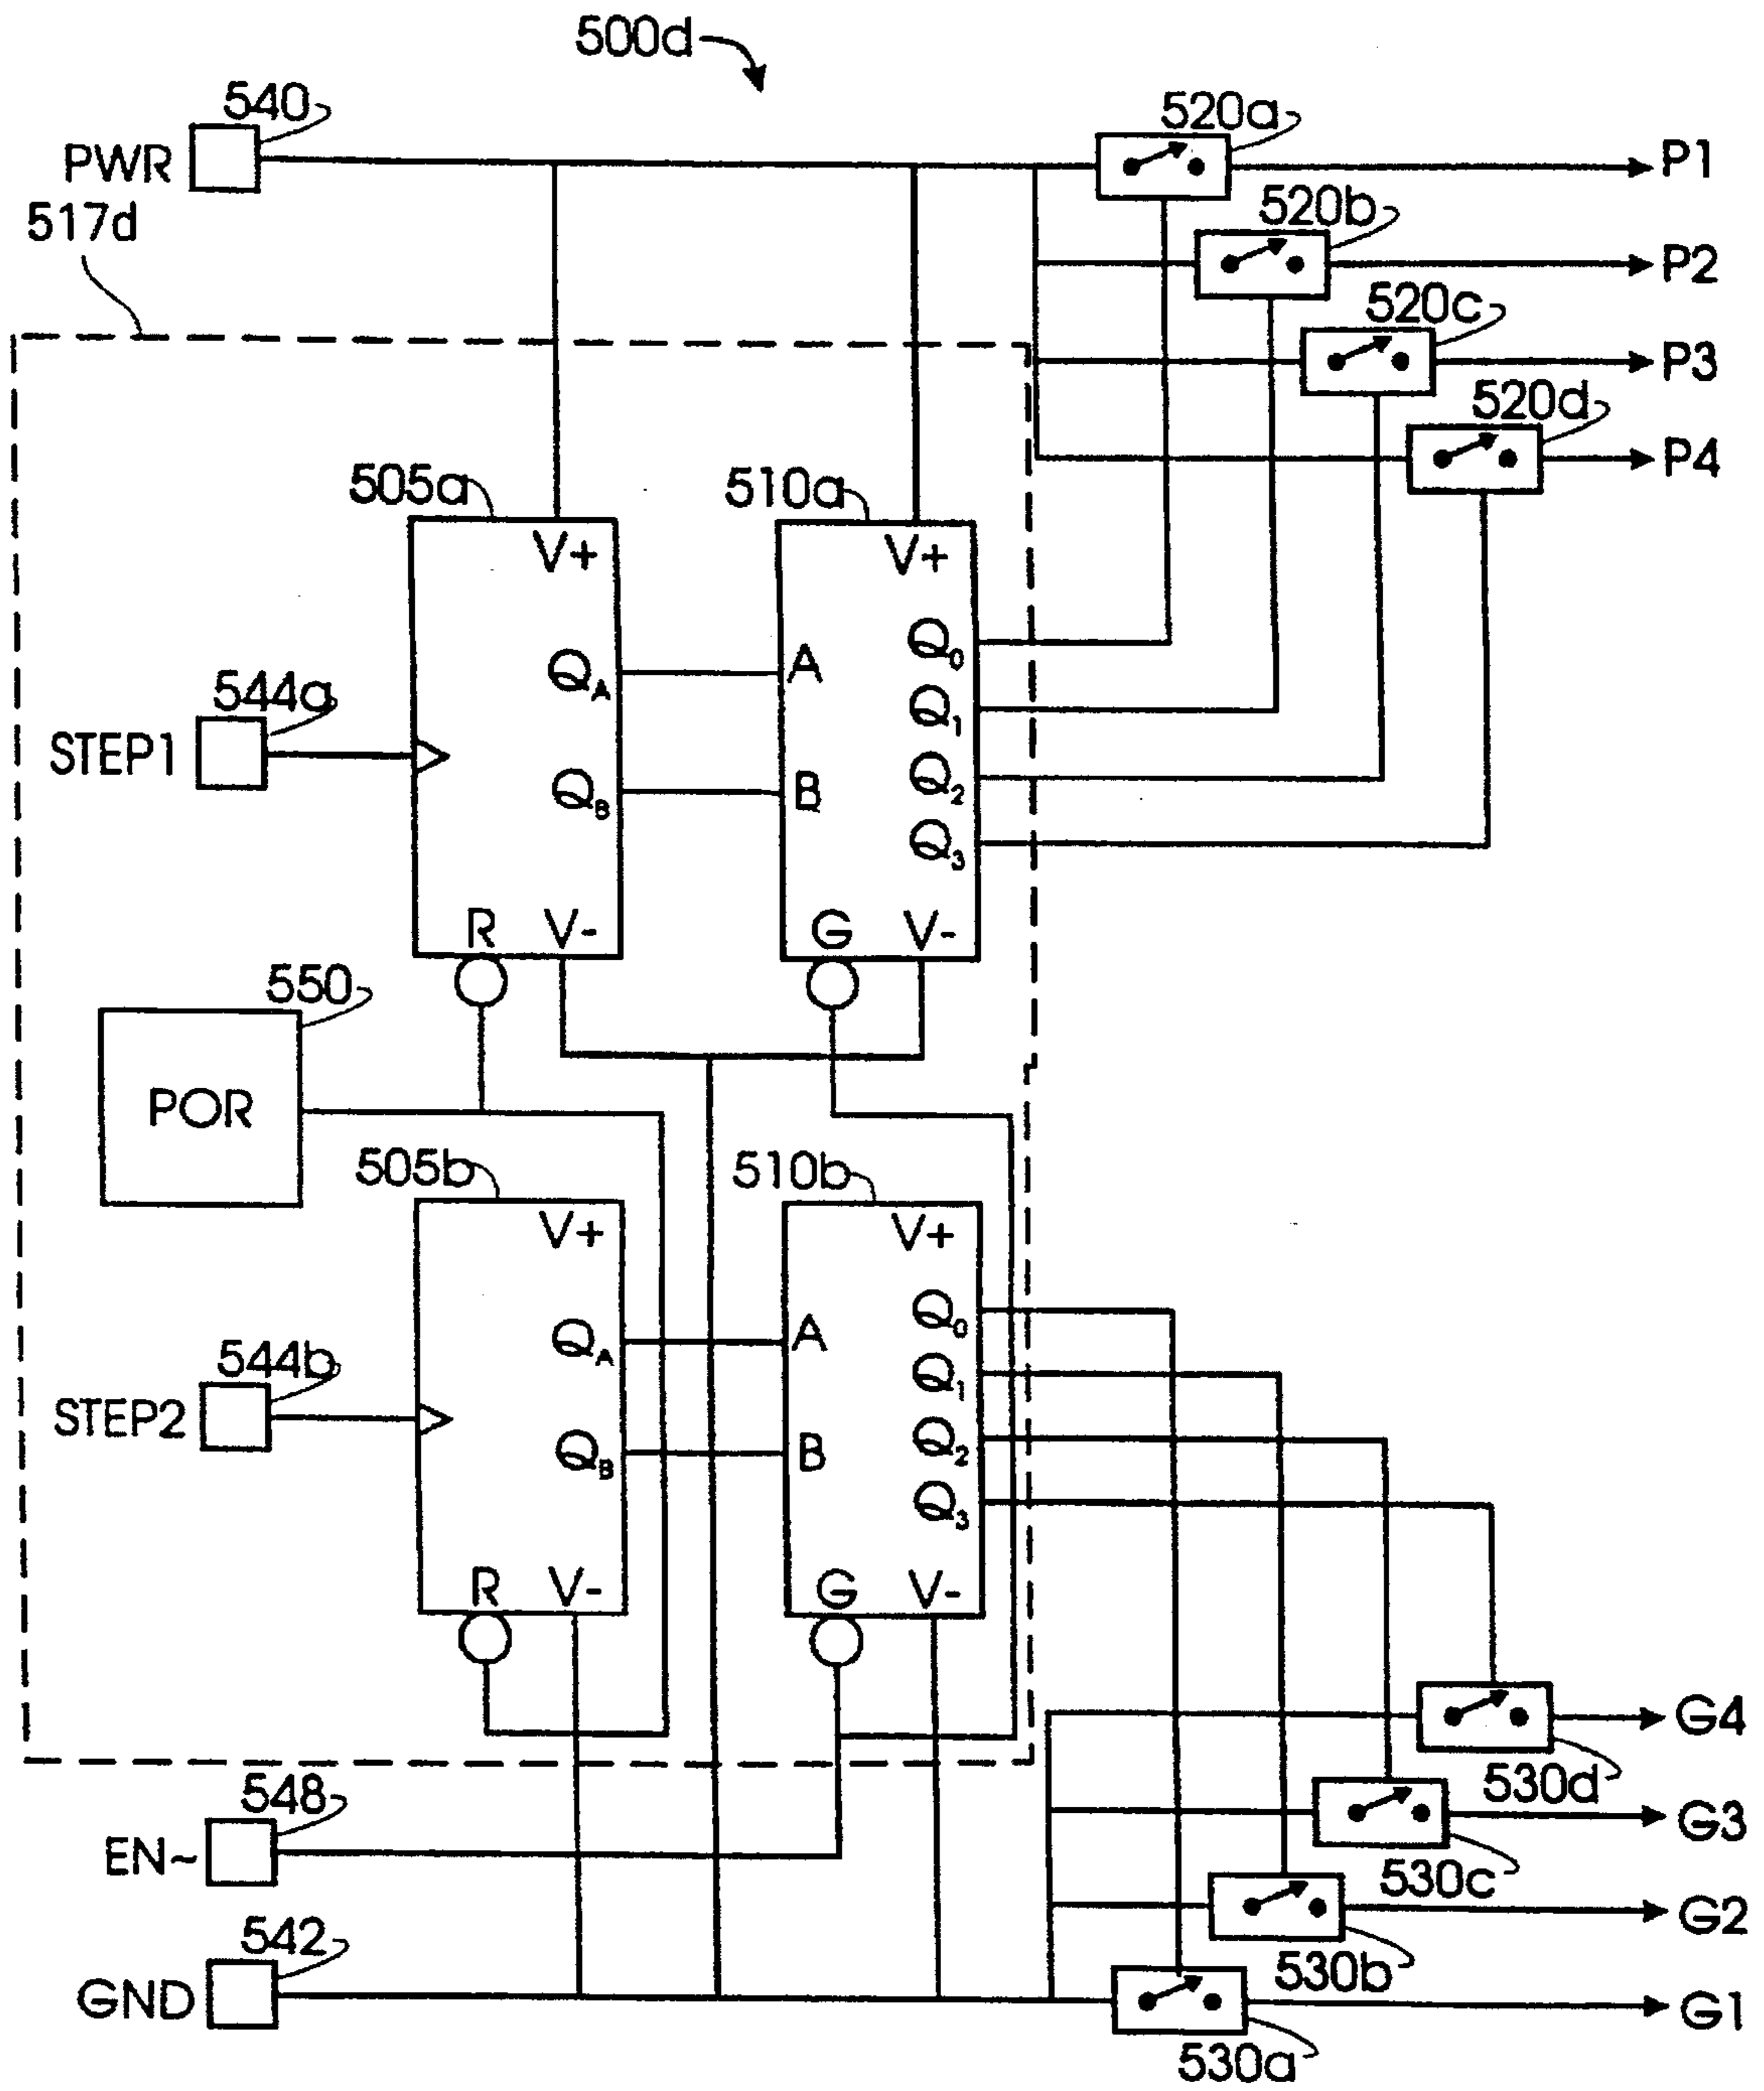 500d
540
PWR
520a
P1
517d
520b
P2
520c
P3
520d
P4
505a
510a
V+
V+
Q0
QA
A
Q1
544a
STEP1
QB
B
Q2
Q3
R
V-
G
V-
550
POR
505b
510b
V+
V+
Q0
QA
A
Q1
544b
STEP2
QB
B
Q2
Q3
R
V-
G
V-
G4
530d
548
EN~
G3
530c
G2
542
530b
GND
G1
530a